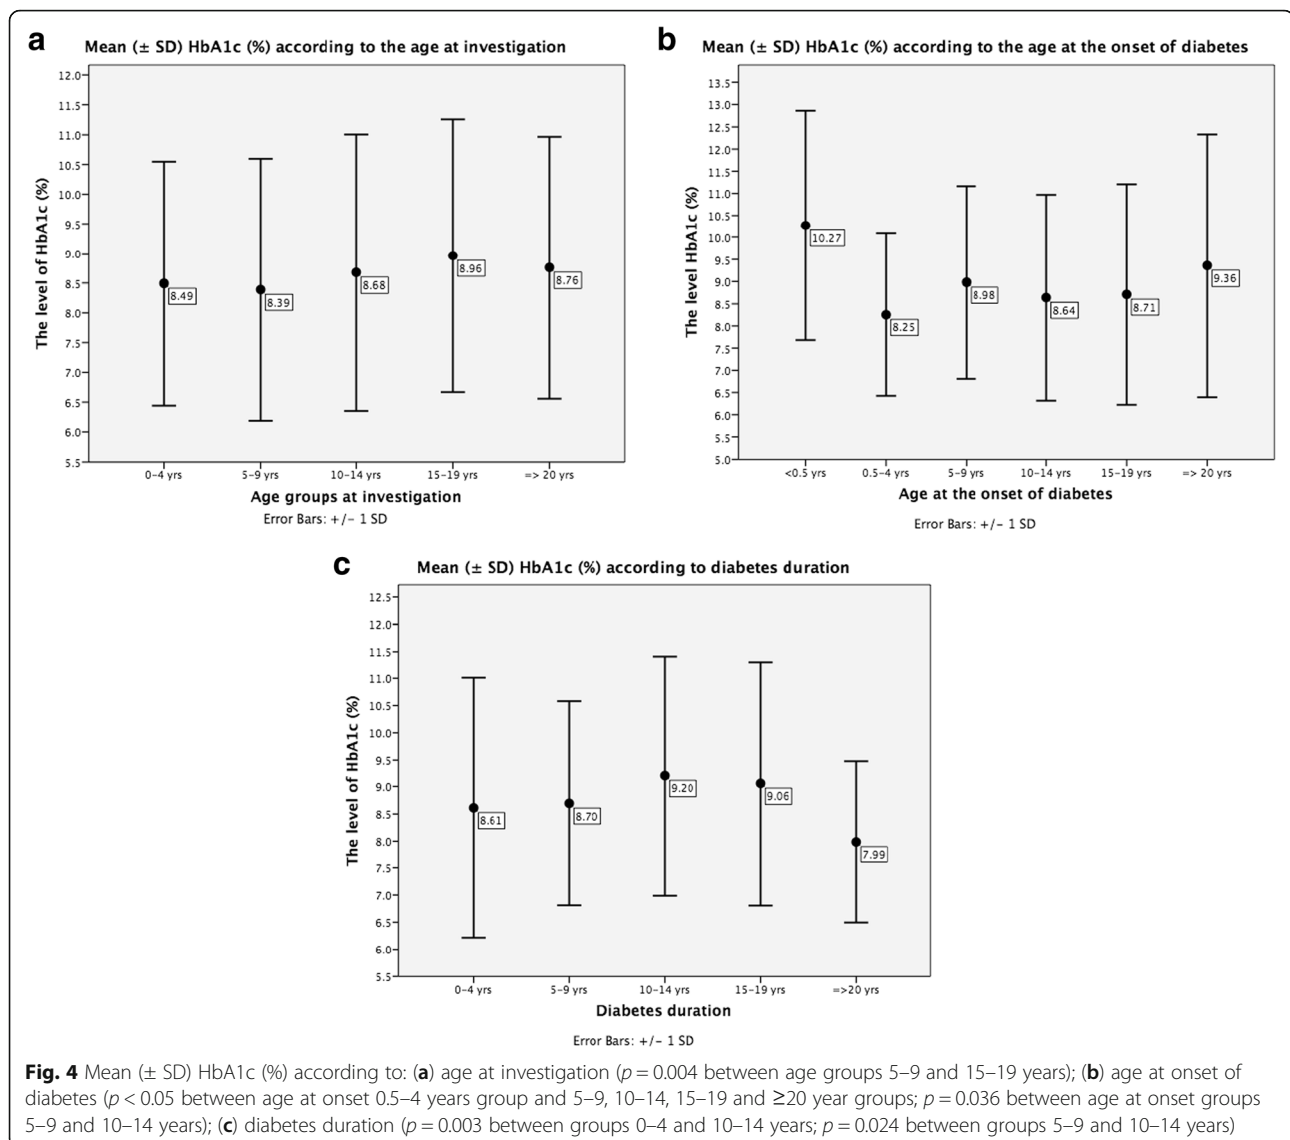 a
Mean (± SD) HbA1c (%) according to the age at investigation
The level of HbA1c (%)
12.0
11.5
11.0
10.5
10.0
9.5
9.0
8.5
8.0
7.5
7.0
6.5
6.0
5.5
8.49
8.39
8.68
8.96
8.76
0–4 yrs
5–9 yrs
10–14 yrs
15–19 yrs
=> 20 yrs
Age groups at investigation
Error Bars: +/– 1 SD
b
Mean (± SD) HbA1c (%) according to the age at the onset of diabetes
The level HbA1c (%)
13.5
13.0
12.5
12.0
11.5
11.0
10.5
10.0
9.5
9.0
8.5
8.0
7.5
7.0
6.5
6.0
5.5
5.0
10.27
8.25
8.98
8.64
8.71
9.36
<0.5 yrs
0.5–4 yrs
5–9 yrs
10–14 yrs
15–19 yrs
=> 20 yrs
Age at the onset of diabetes
Error Bars: +/– 1 SD
c
Mean (± SD) HbA1c (%) according to diabetes duration
The level of HbA1c (%)
12.5
12.0
11.5
11.0
10.5
10.0
9.5
9.0
8.5
8.0
7.5
7.0
6.5
6.0
5.5
8.61
8.70
9.20
9.06
7.99
0–4 yrs
5–9 yrs
10–14 yrs
15–19 yrs
=>20 yrs
Diabetes duration
Error Bars: +/– 1 SD
Fig. 4 Mean (± SD) HbA1c (%) according to: (a) age at investigation (p = 0.004 between age groups 5–9 and 15–19 years); (b) age at onset of
diabetes (p < 0.05 between age at onset 0.5–4 years group and 5–9, 10–14, 15–19 and ≥20 year groups; p = 0.036 between age at onset groups
5–9 and 10–14 years); (c) diabetes duration (p = 0.003 between groups 0–4 and 10–14 years; p = 0.024 between groups 5–9 and 10–14 years)